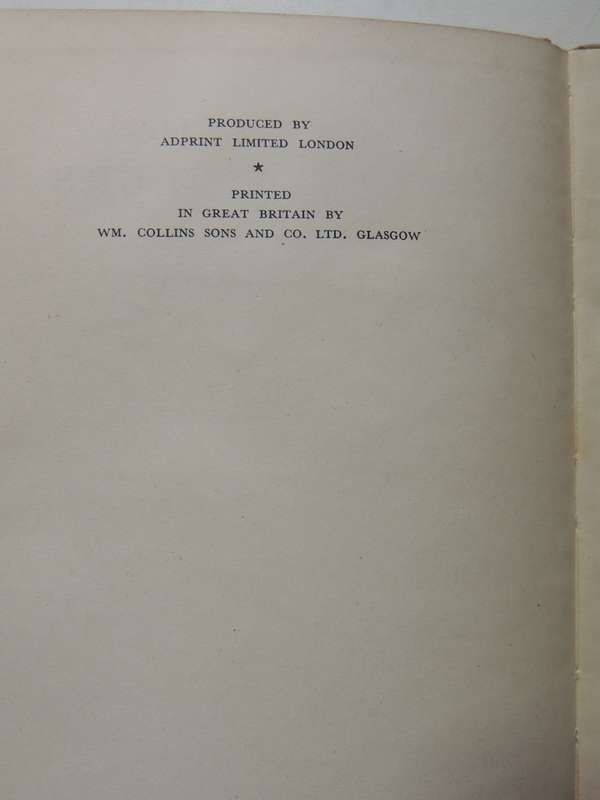 PRODUCED BY
ADPRINT LIMITED LONDON
★
PRINTED
IN GREAT BRITAIN BY
WM. COLLINS SONS AND CO. LTD. GLASGOW